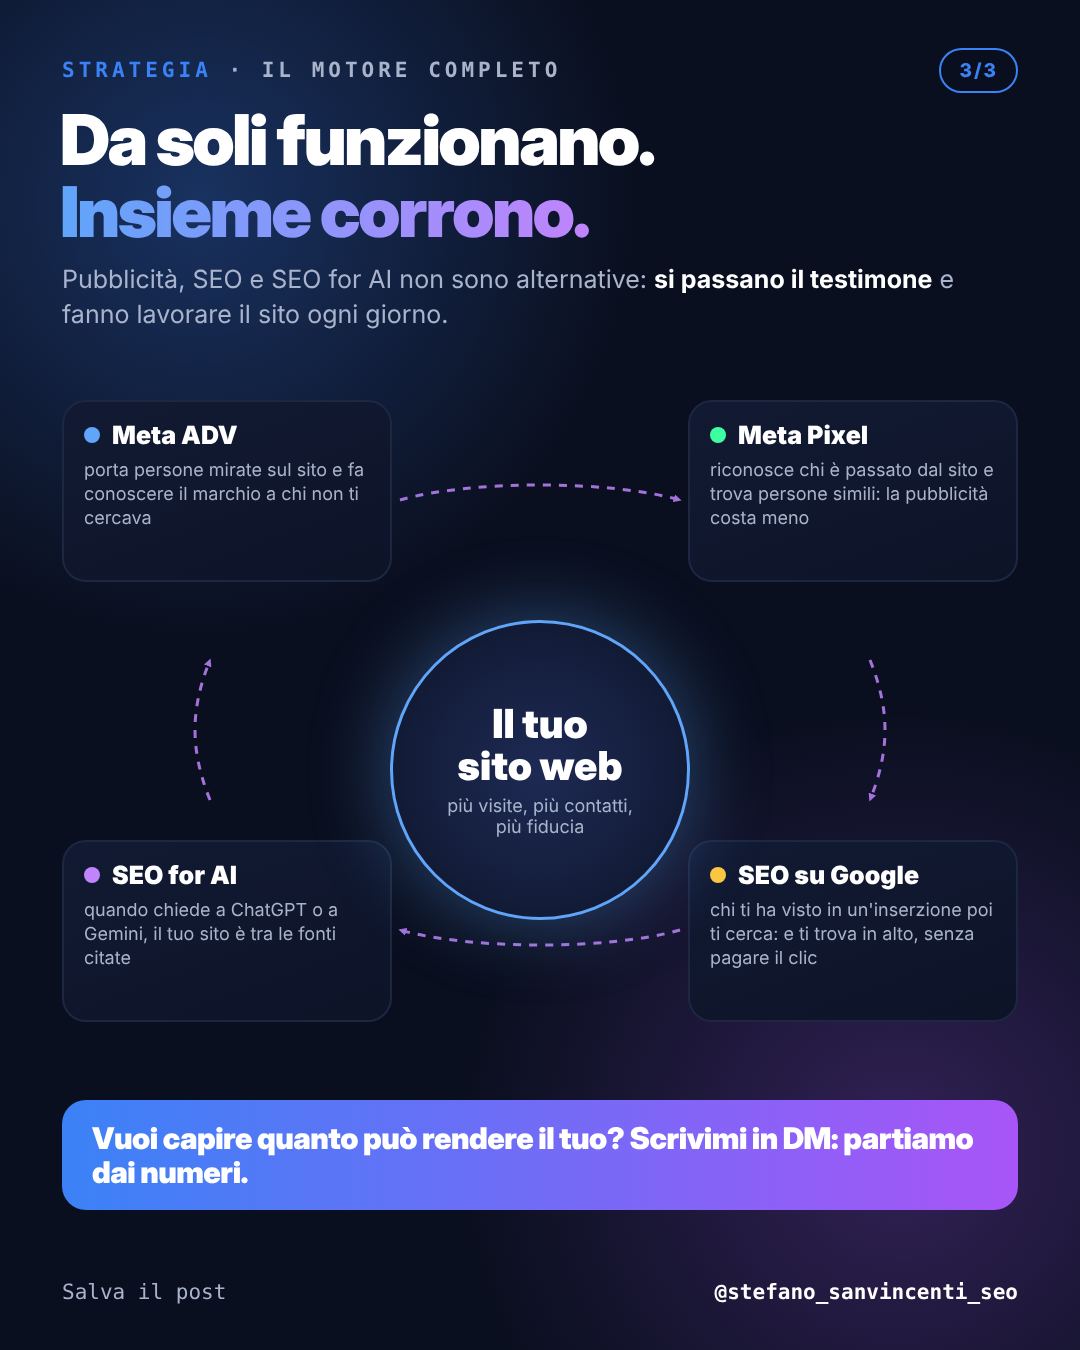 STRATEGIA · IL MOTORE COMPLETO
3/3
Da soli funzionano.
Insieme corrono.
Pubblicità, SEO e SEO for AI non sono alternative: si passano il testimone e
fanno lavorare il sito ogni giorno.
Meta ADV
porta persone mirate sul sito e fa
conoscere il marchio a chi non ti
cercava
Meta Pixel
riconosce chi è passato dal sito e
trova persone simili: la pubblicità
costa meno
Il tuo
sito web
più visite, più contatti,
più fiducia
SEO for AI
quando chiede a ChatGPT o a
Gemini, il tuo sito è tra le fonti
citate
SEO su Google
chi ti ha visto in un'inserzione poi
ti cerca: e ti trova in alto, senza
pagare il clic
Vuoi capire quanto può rendere il tuo? Scrivimi in DM: partiamo
dai numeri.
Salva il post
@stefano_sanvincenti_seo